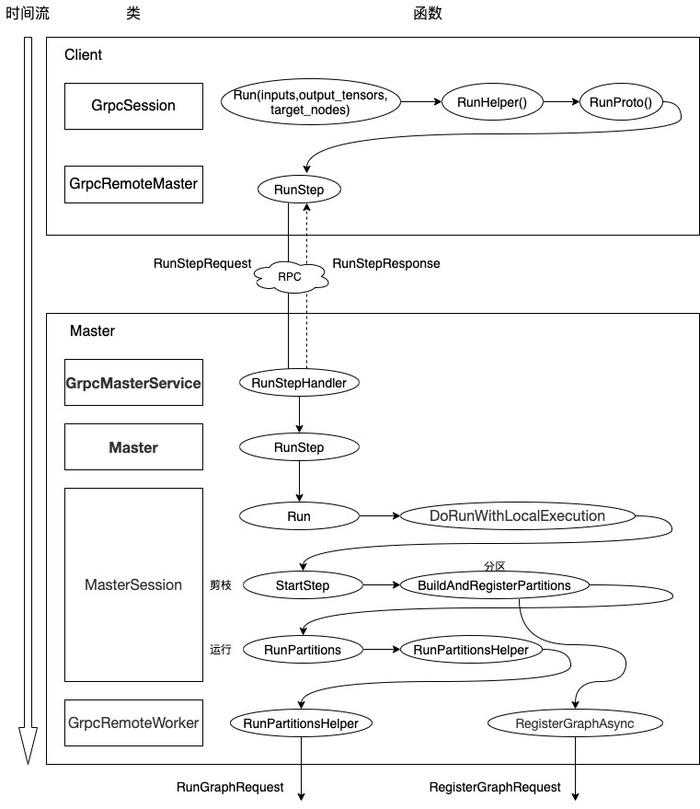 时间流
类
函数
Client
GrpcSession
Run(inputs,output_tensors,
target_nodes)
RunHelper()
RunProto()
GrpcRemoteMaster
RunStep
RunStepRequest
RPC
RunStepResponse
Master
GrpcMasterService
RunStepHandler
Master
RunStep
MasterSession
Run
DoRunWithLocalExecution
剪枝
StartStep
分区
BuildAndRegisterPartitions
运行
RunPartitions
RunPartitionsHelper
GrpcRemoteWorker
RunPartitionsHelper
RegisterGraphAsync
RunGraphRequest
RegisterGraphRequest